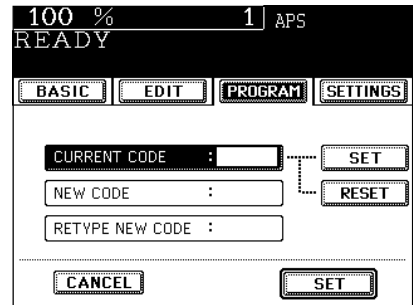 100 % 1 APS
READY
BASIC EDIT PROGRAM SETTINGS
CURRENT CODE : SET
NEW CODE : RESET
RETYPE NEW CODE :
CANCEL SET